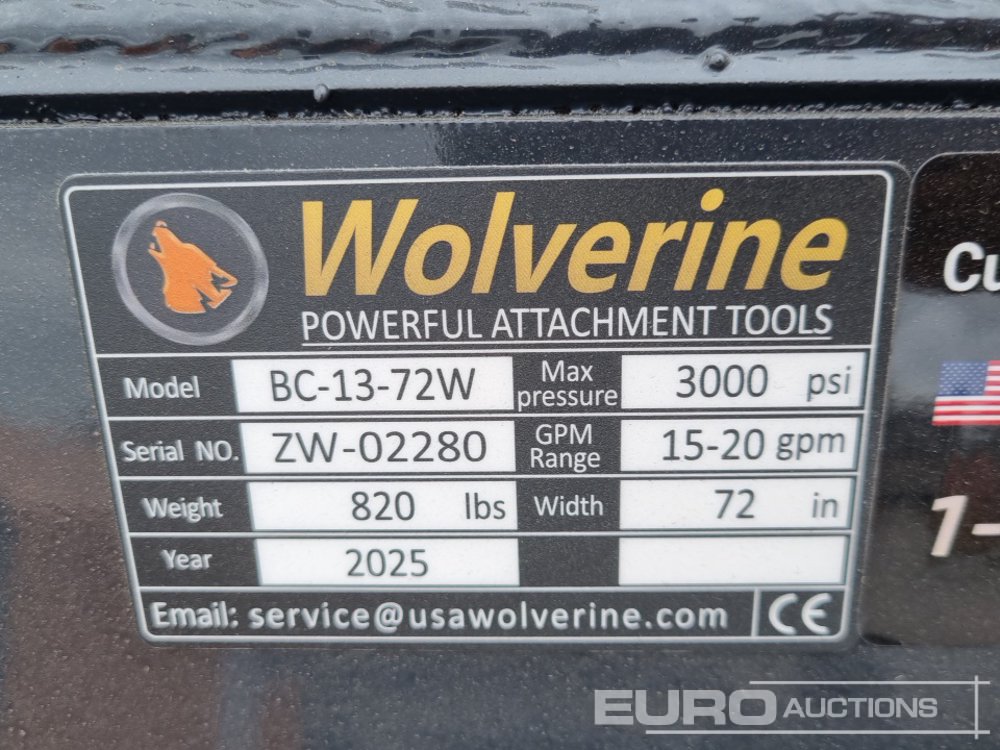 Wolverine
POWERFUL ATTACHMENT TOOLS
Model BC-13-72W Max pressure 3000 psi
Serial NO. ZW-02280 GPM Range 15-20 gpm
Weight 820 lbs Width 72 in
Year 2025
Email: service@usawolverine.com CE
EURO AUCTIONS